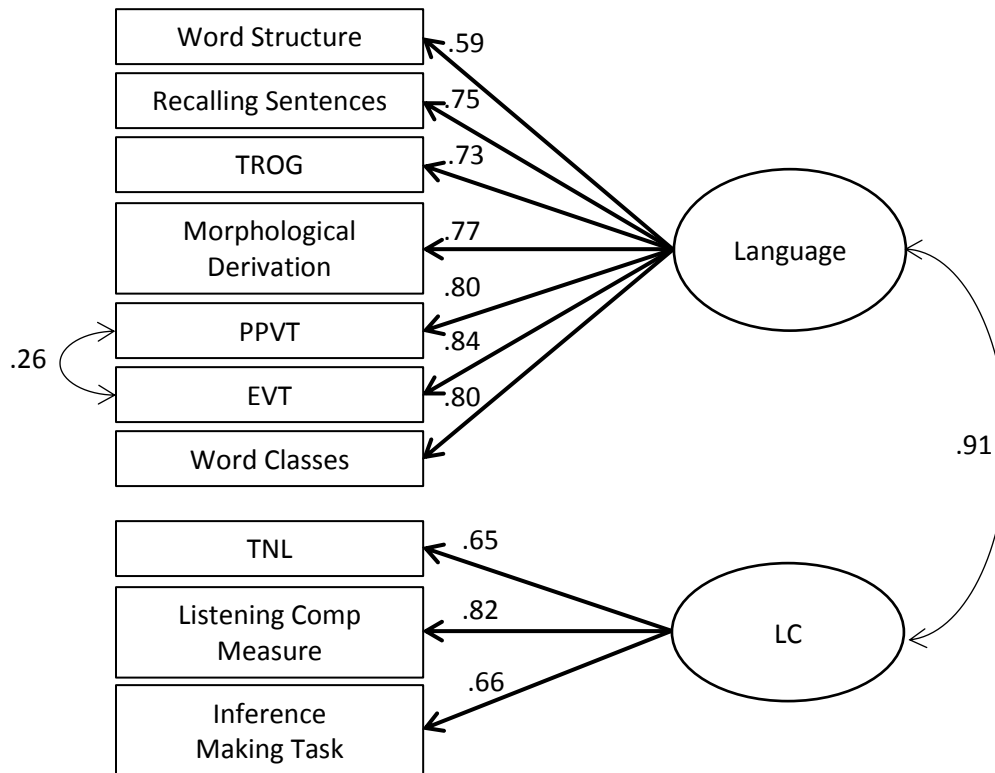 Word Structure
.59
Recalling Sentences
.75
TROG
.73
Morphological
Derivation
.77
Language
PPVT
.80
.26
EVT
.84
Word Classes
.80
.91
TNL
.65
Listening Comp
Measure
.82
LC
Inference
Making Task
.66